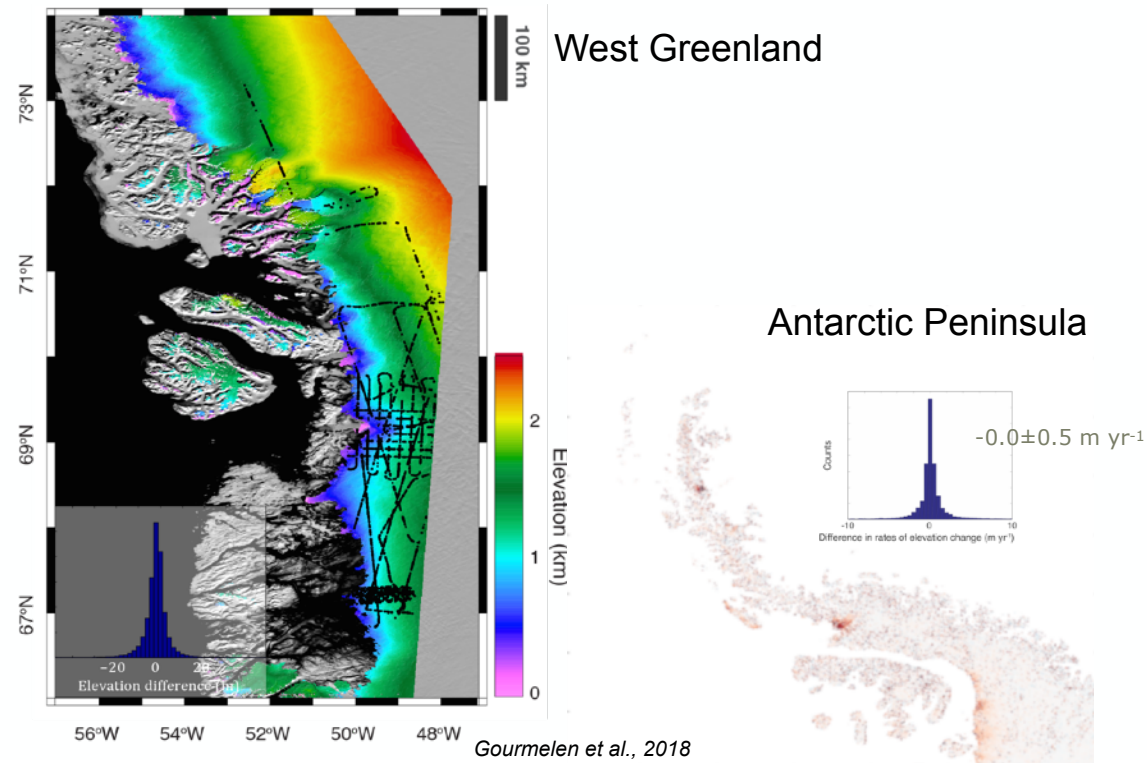 West Greenland
100 km
73°N
71°N
69°N
67°N
2
1
0
Elevation (km)
-20 0 20
Elevation difference (m)
56°W 54°W 52°W 50°W 48°W
Antarctic Peninsula
-0.0±0.5 m yr-1
Counts
-10 0 10
Difference in rates of elevation change (m yr-1)
Gourmelen et al., 2018